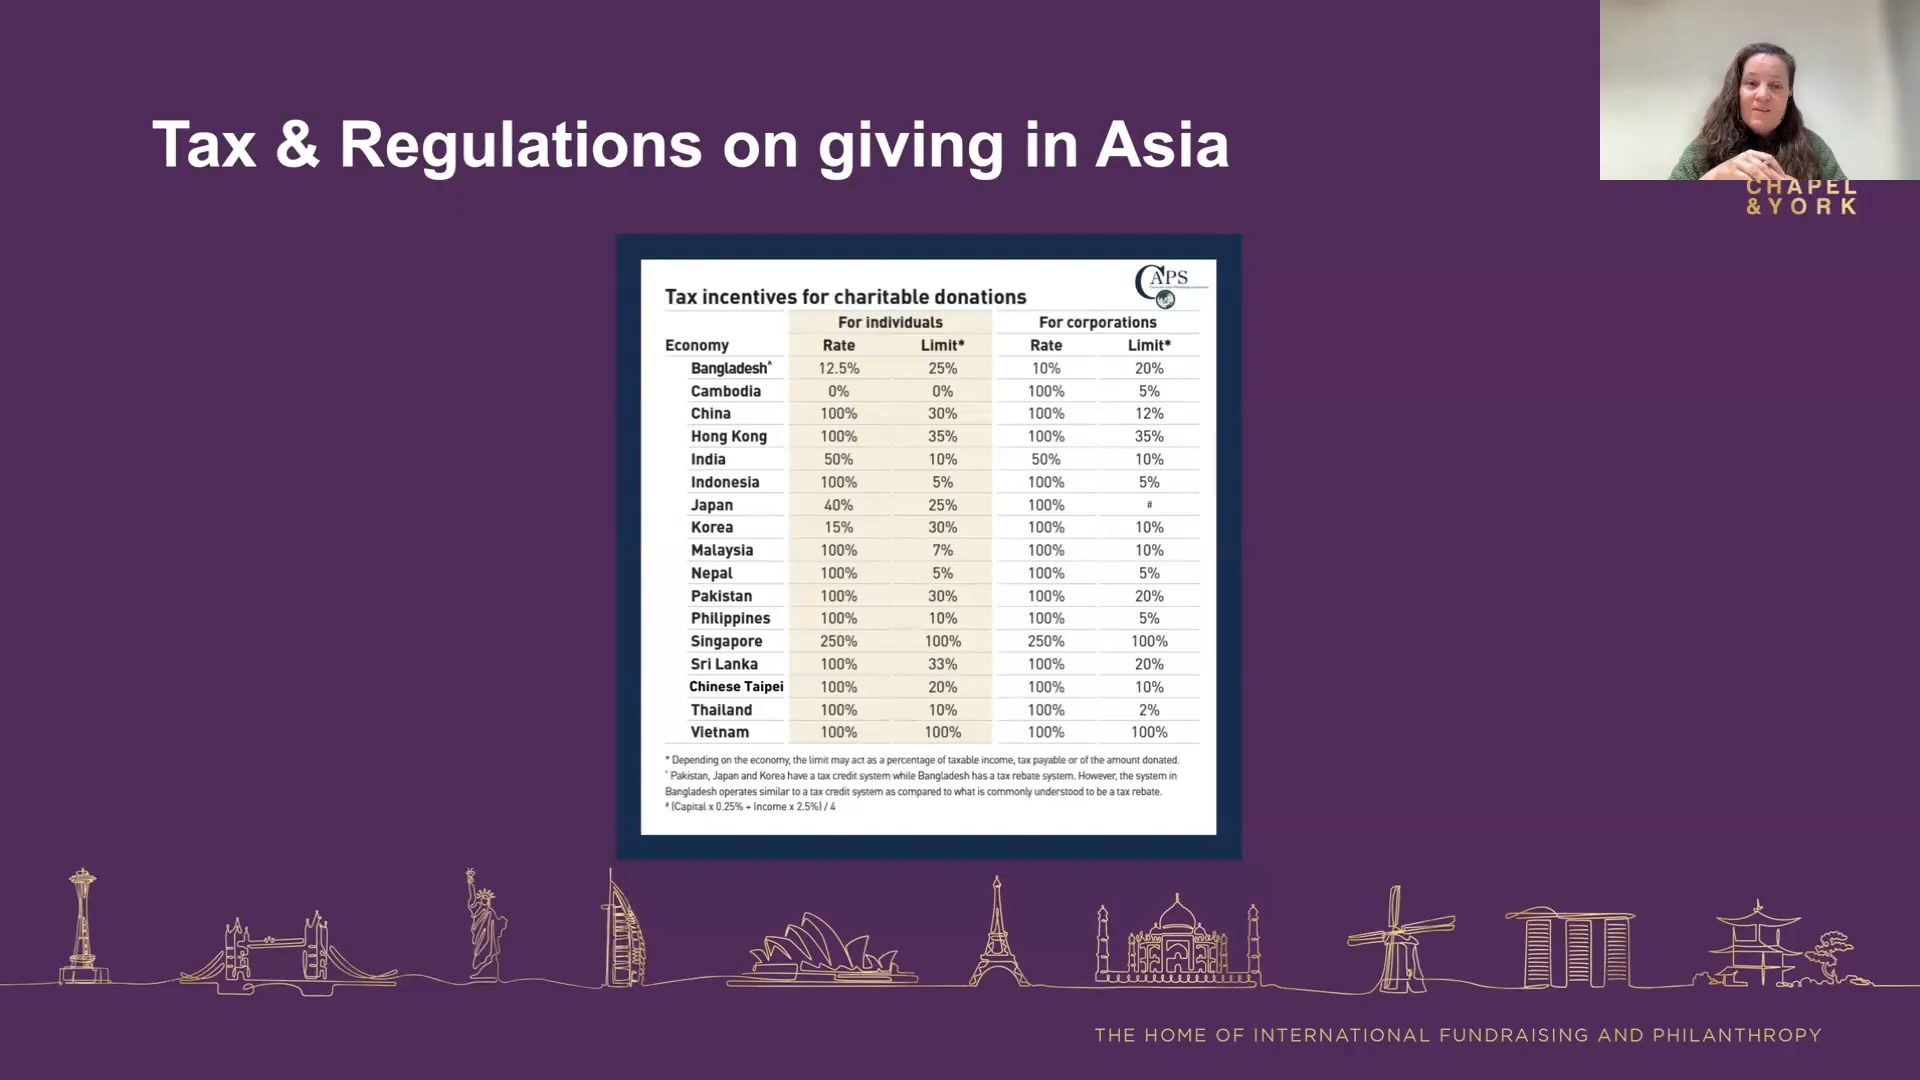 Tax & Regulations on giving in Asia
CHAPEL
&YORK
CAPS
Tax incentives for charitable donations
For individuals For corporations
Economy Rate Limit* Rate Limit*
Bangladesh^ 12.5% 25% 10% 20%
Cambodia 0% 0% 100% 5%
China 100% 30% 100% 12%
Hong Kong 100% 35% 100% 35%
India 50% 10% 50% 10%
Indonesia 100% 5% 100% 5%
Japan 40% 25% 100% #
Korea 15% 30% 100% 10%
Malaysia 100% 7% 100% 10%
Nepal 100% 5% 100% 5%
Pakistan 100% 30% 100% 20%
Philippines 100% 10% 100% 5%
Singapore 250% 100% 250% 100%
Sri Lanka 100% 33% 100% 20%
Chinese Taipei 100% 20% 100% 10%
Thailand 100% 10% 100% 2%
Vietnam 100% 100% 100% 100%
* Depending on the economy, the limit may act as a percentage of taxable income, tax payable or of the amount donated.
^ Pakistan, Japan and Korea have a tax credit system while Bangladesh has a tax rebate system. However, the system in
Bangladesh operates similar to a tax credit system as compared to what is commonly understood to be a tax rebate.
# (Capital x 0.25% + Income x 2.5%) / 4
THE HOME OF INTERNATIONAL FUNDRAISING AND PHILANTHROPY